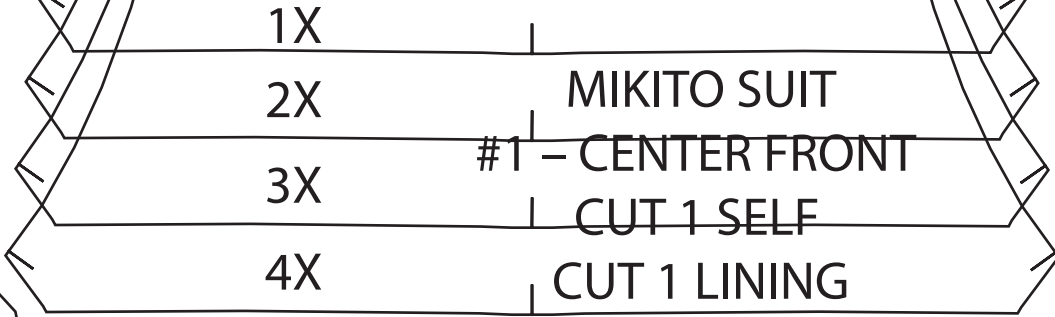 1X
2X
3X
4X
MIKITO SUIT
#1 – CENTER FRONT
CUT 1 SELF
CUT 1 LINING